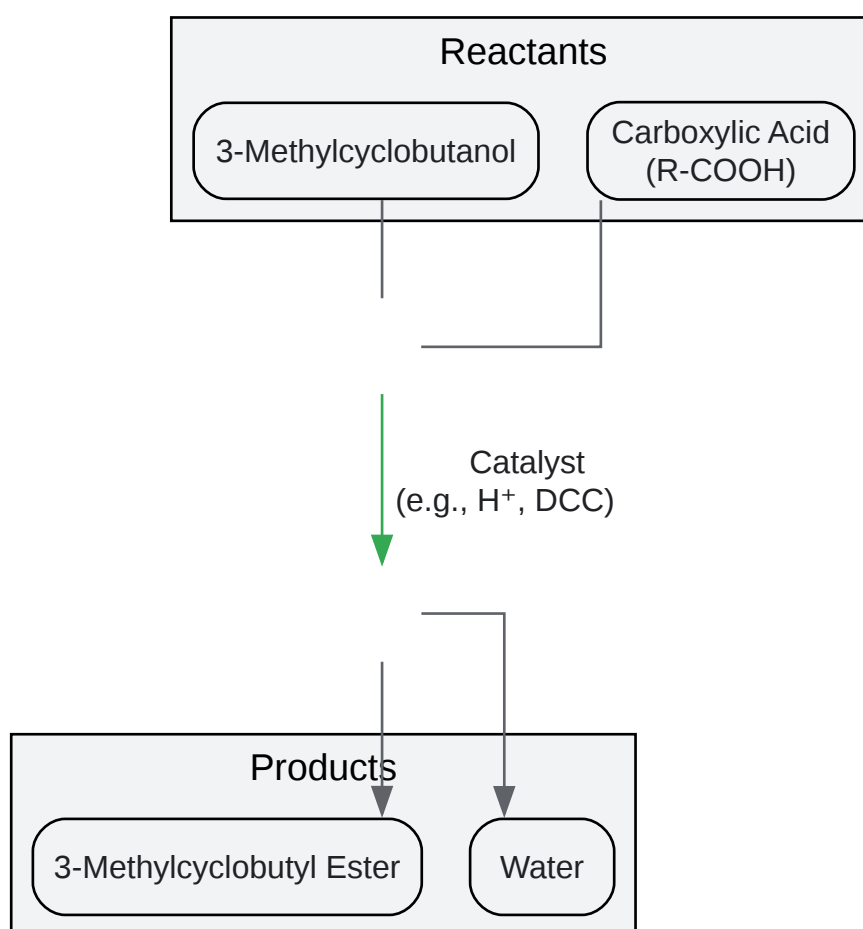 Reactants
3-Methylcyclobutanol
Carboxylic Acid
(R-COOH)
Catalyst
(e.g., H⁺, DCC)
Products
3-Methylcyclobutyl Ester
Water